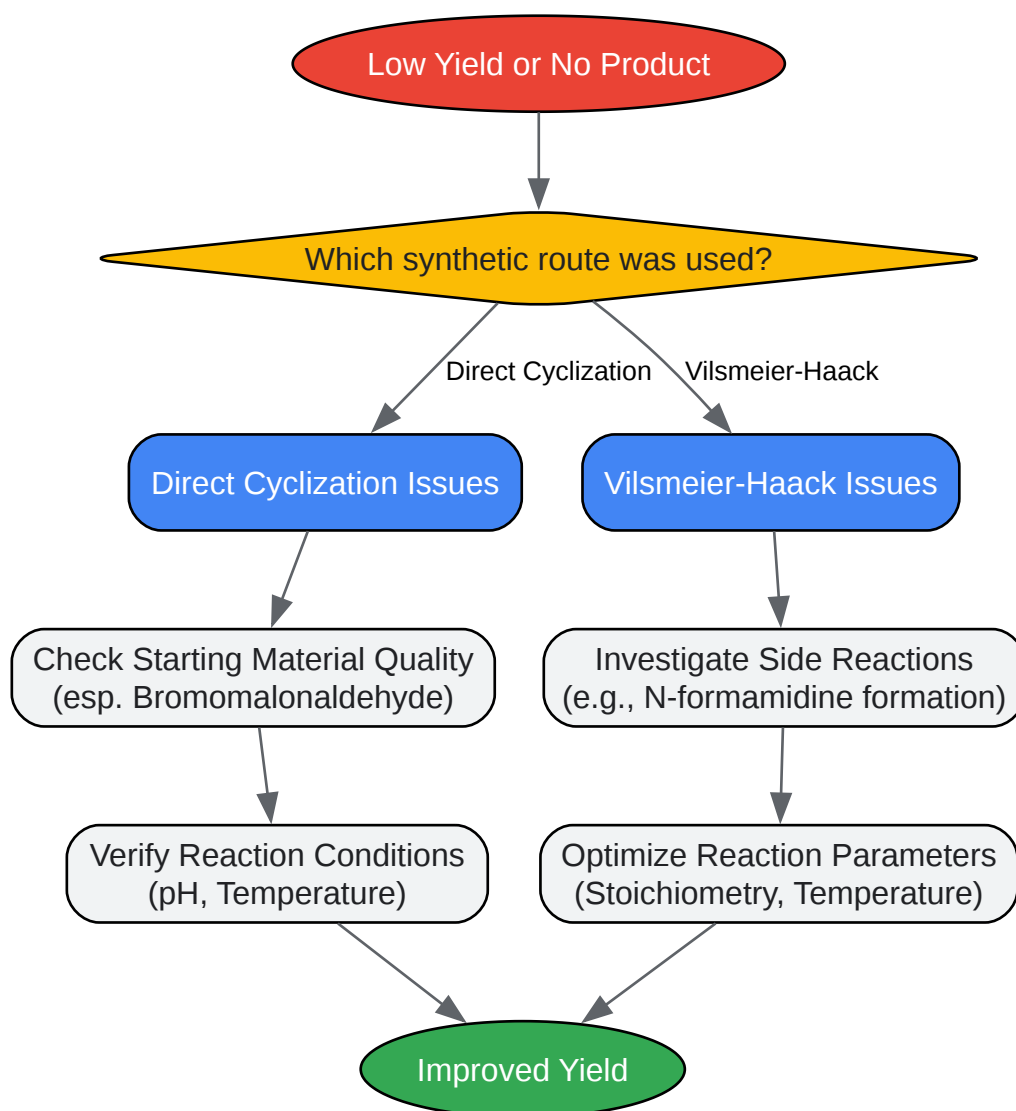 Low Yield or No Product
Which synthetic route was used?
Direct Cyclization
Vilsmeier-Haack
Direct Cyclization Issues
Vilsmeier-Haack Issues
Check Starting Material Quality
(esp. Bromomalonaldehyde)
Investigate Side Reactions
(e.g., N-formamidine formation)
Verify Reaction Conditions
(pH, Temperature)
Optimize Reaction Parameters
(Stoichiometry, Temperature)
Improved Yield